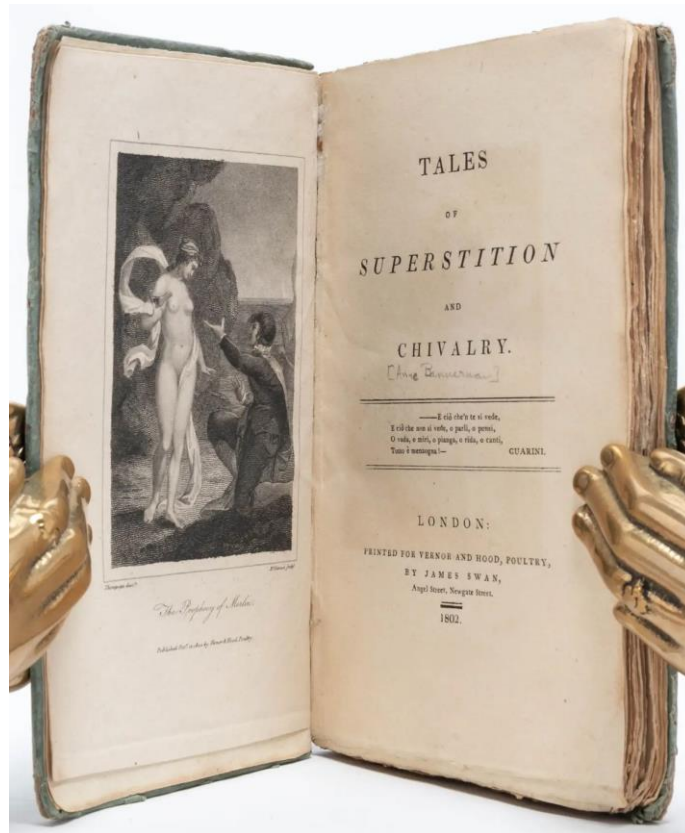 The Prophecy of Merlin.
TALES
OF
SUPERSTITION
AND
CHIVALRY.
[Anne Bannerman]
——E ciò che'n te si vede,
E ciò che non si vede, o parli, o pensi,
O vada, o miri, o pianga, o rida, o canti,
Tutto è menzogna!— GUARINI.
LONDON:
PRINTED FOR VERNOR AND HOOD, POULTRY,
BY JAMES SWAN,
Angel Street, Newgate Street.
1802.